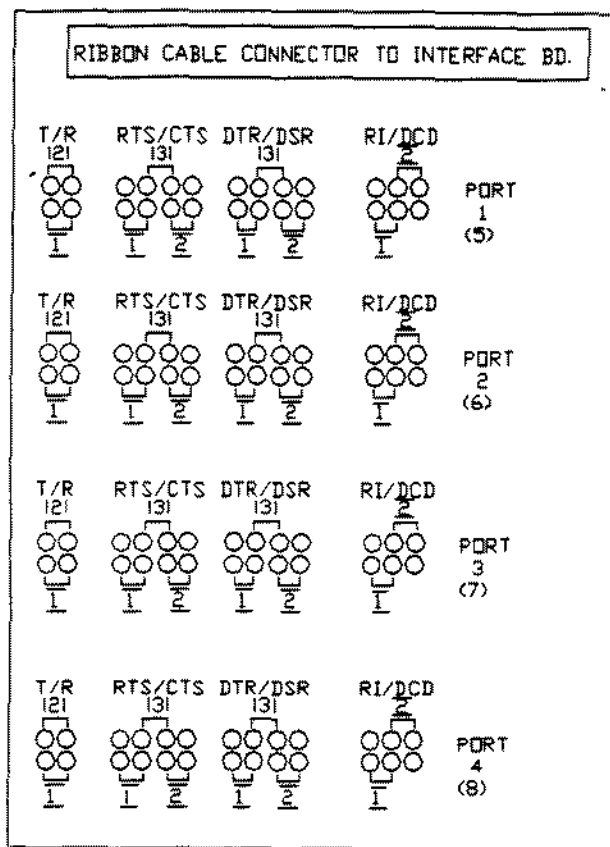 RIBBON CABLE CONNECTOR TO INTERFACE BD.
T/R RTS/CTS DTR/DSR RI/DCD
|2| |3| |3| 2
PORT
1
(5)
1 1 2 1 2 1
T/R RTS/CTS DTR/DSR RI/DCD
|2| |3| |3| 2
PORT
2
(6)
1 1 2 1 2 1
T/R RTS/CTS DTR/DSR RI/DCD
|2| |3| |3| 2
PORT
3
(7)
1 1 2 1 2 1
T/R RTS/CTS DTR/DSR RI/DCD
|2| |3| |3| 2
PORT
4
(8)
1 1 2 1 2 1